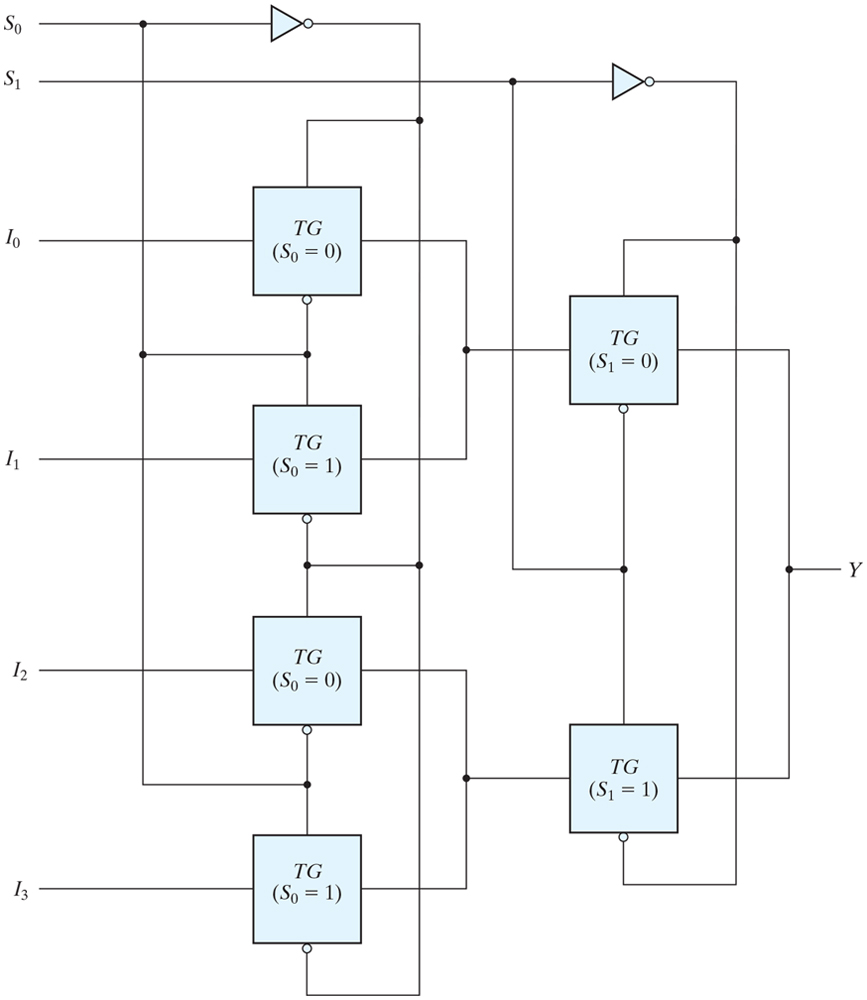 S₀
S₁
TG
(S₀ = 0)
I₀
TG
(S₁ = 0)
TG
(S₀ = 1)
I₁
Y
TG
(S₀ = 0)
I₂
TG
(S₁ = 1)
TG
(S₀ = 1)
I₃